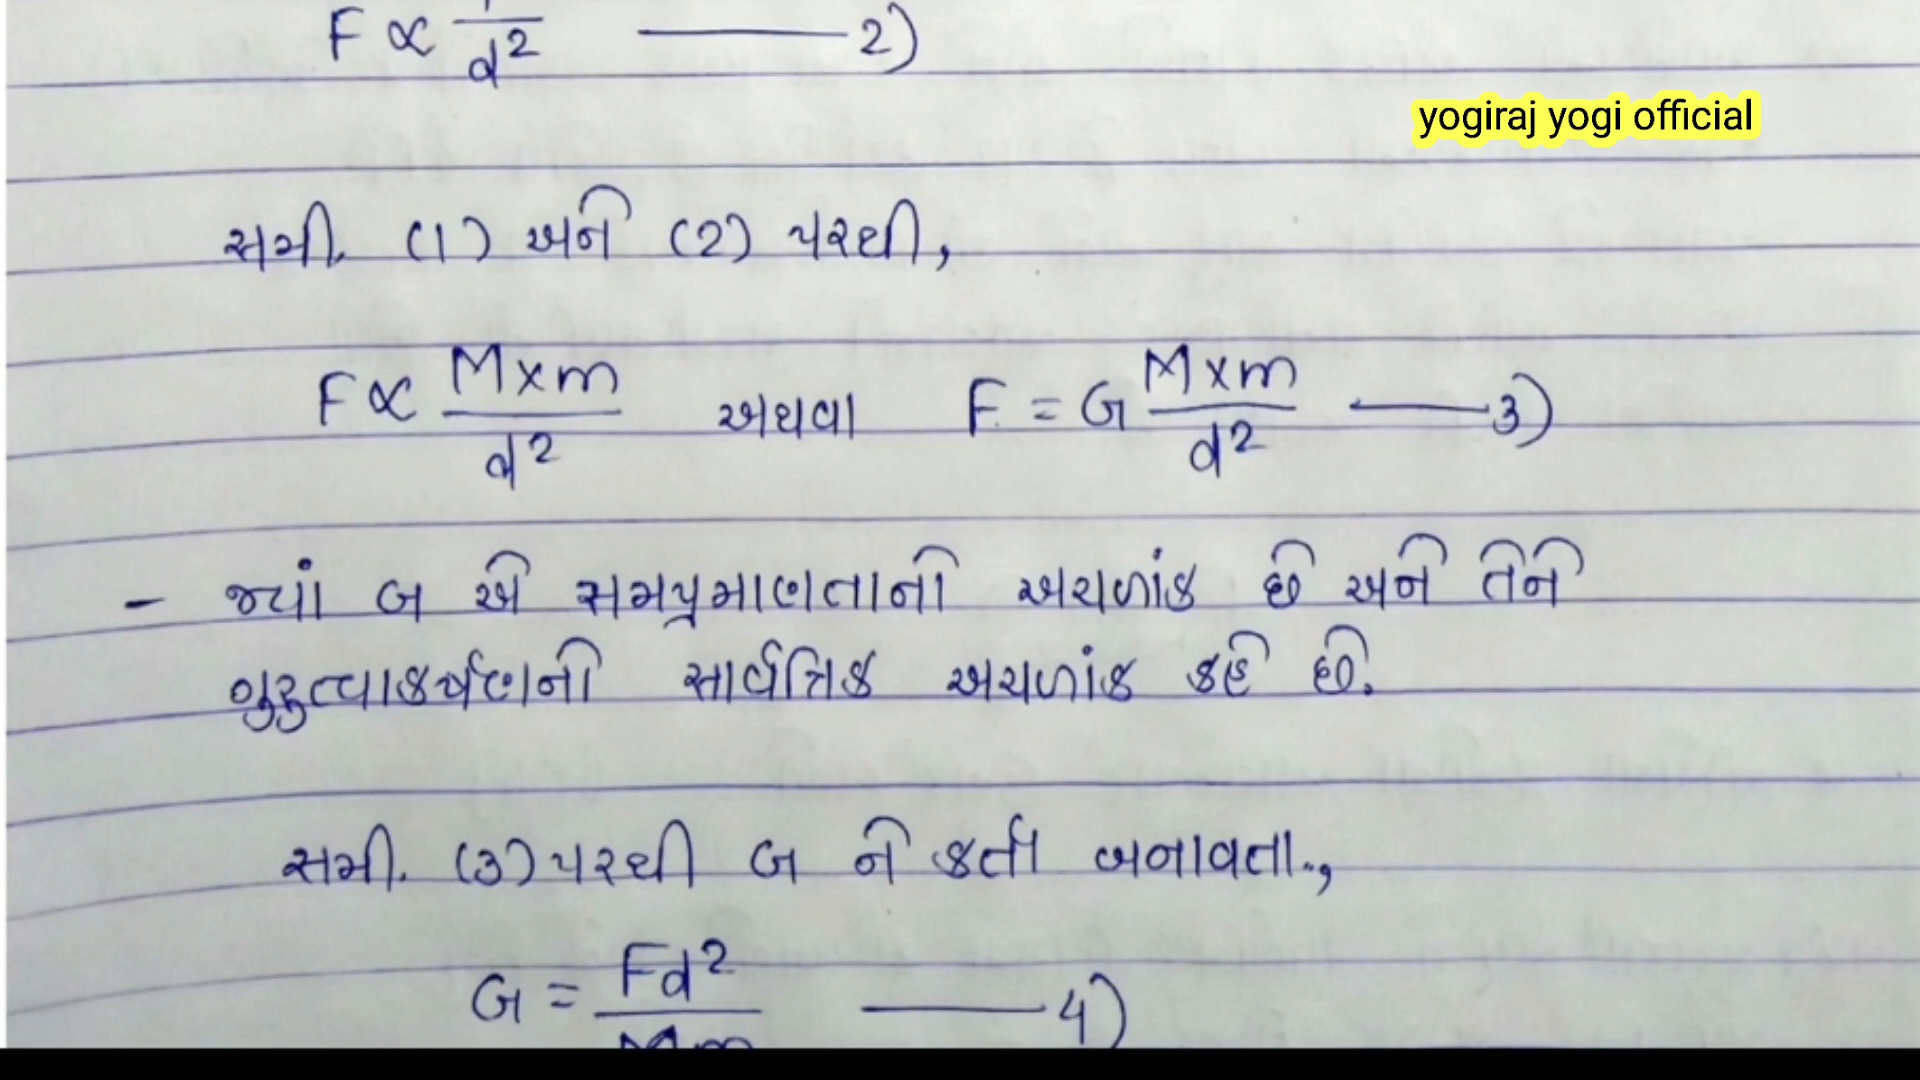 F ∝ 1/d² ——— 2)
yogiraj yogi official
સમી. (1) અને (2) પરથી,
F ∝ M×m/d² અથવા F = G M×m/d² ——— 3)
- જ્યાં G એ સમપ્રમાણતાનો અચળાંક છે અને તેને
ગુરુત્વાકર્ષણનો સાર્વત્રિક અચળાંક કહે છે.
સમી. (૩) પરથી G ને કર્તા બનાવતા..,
G = Fd²/Mm ——— 4)